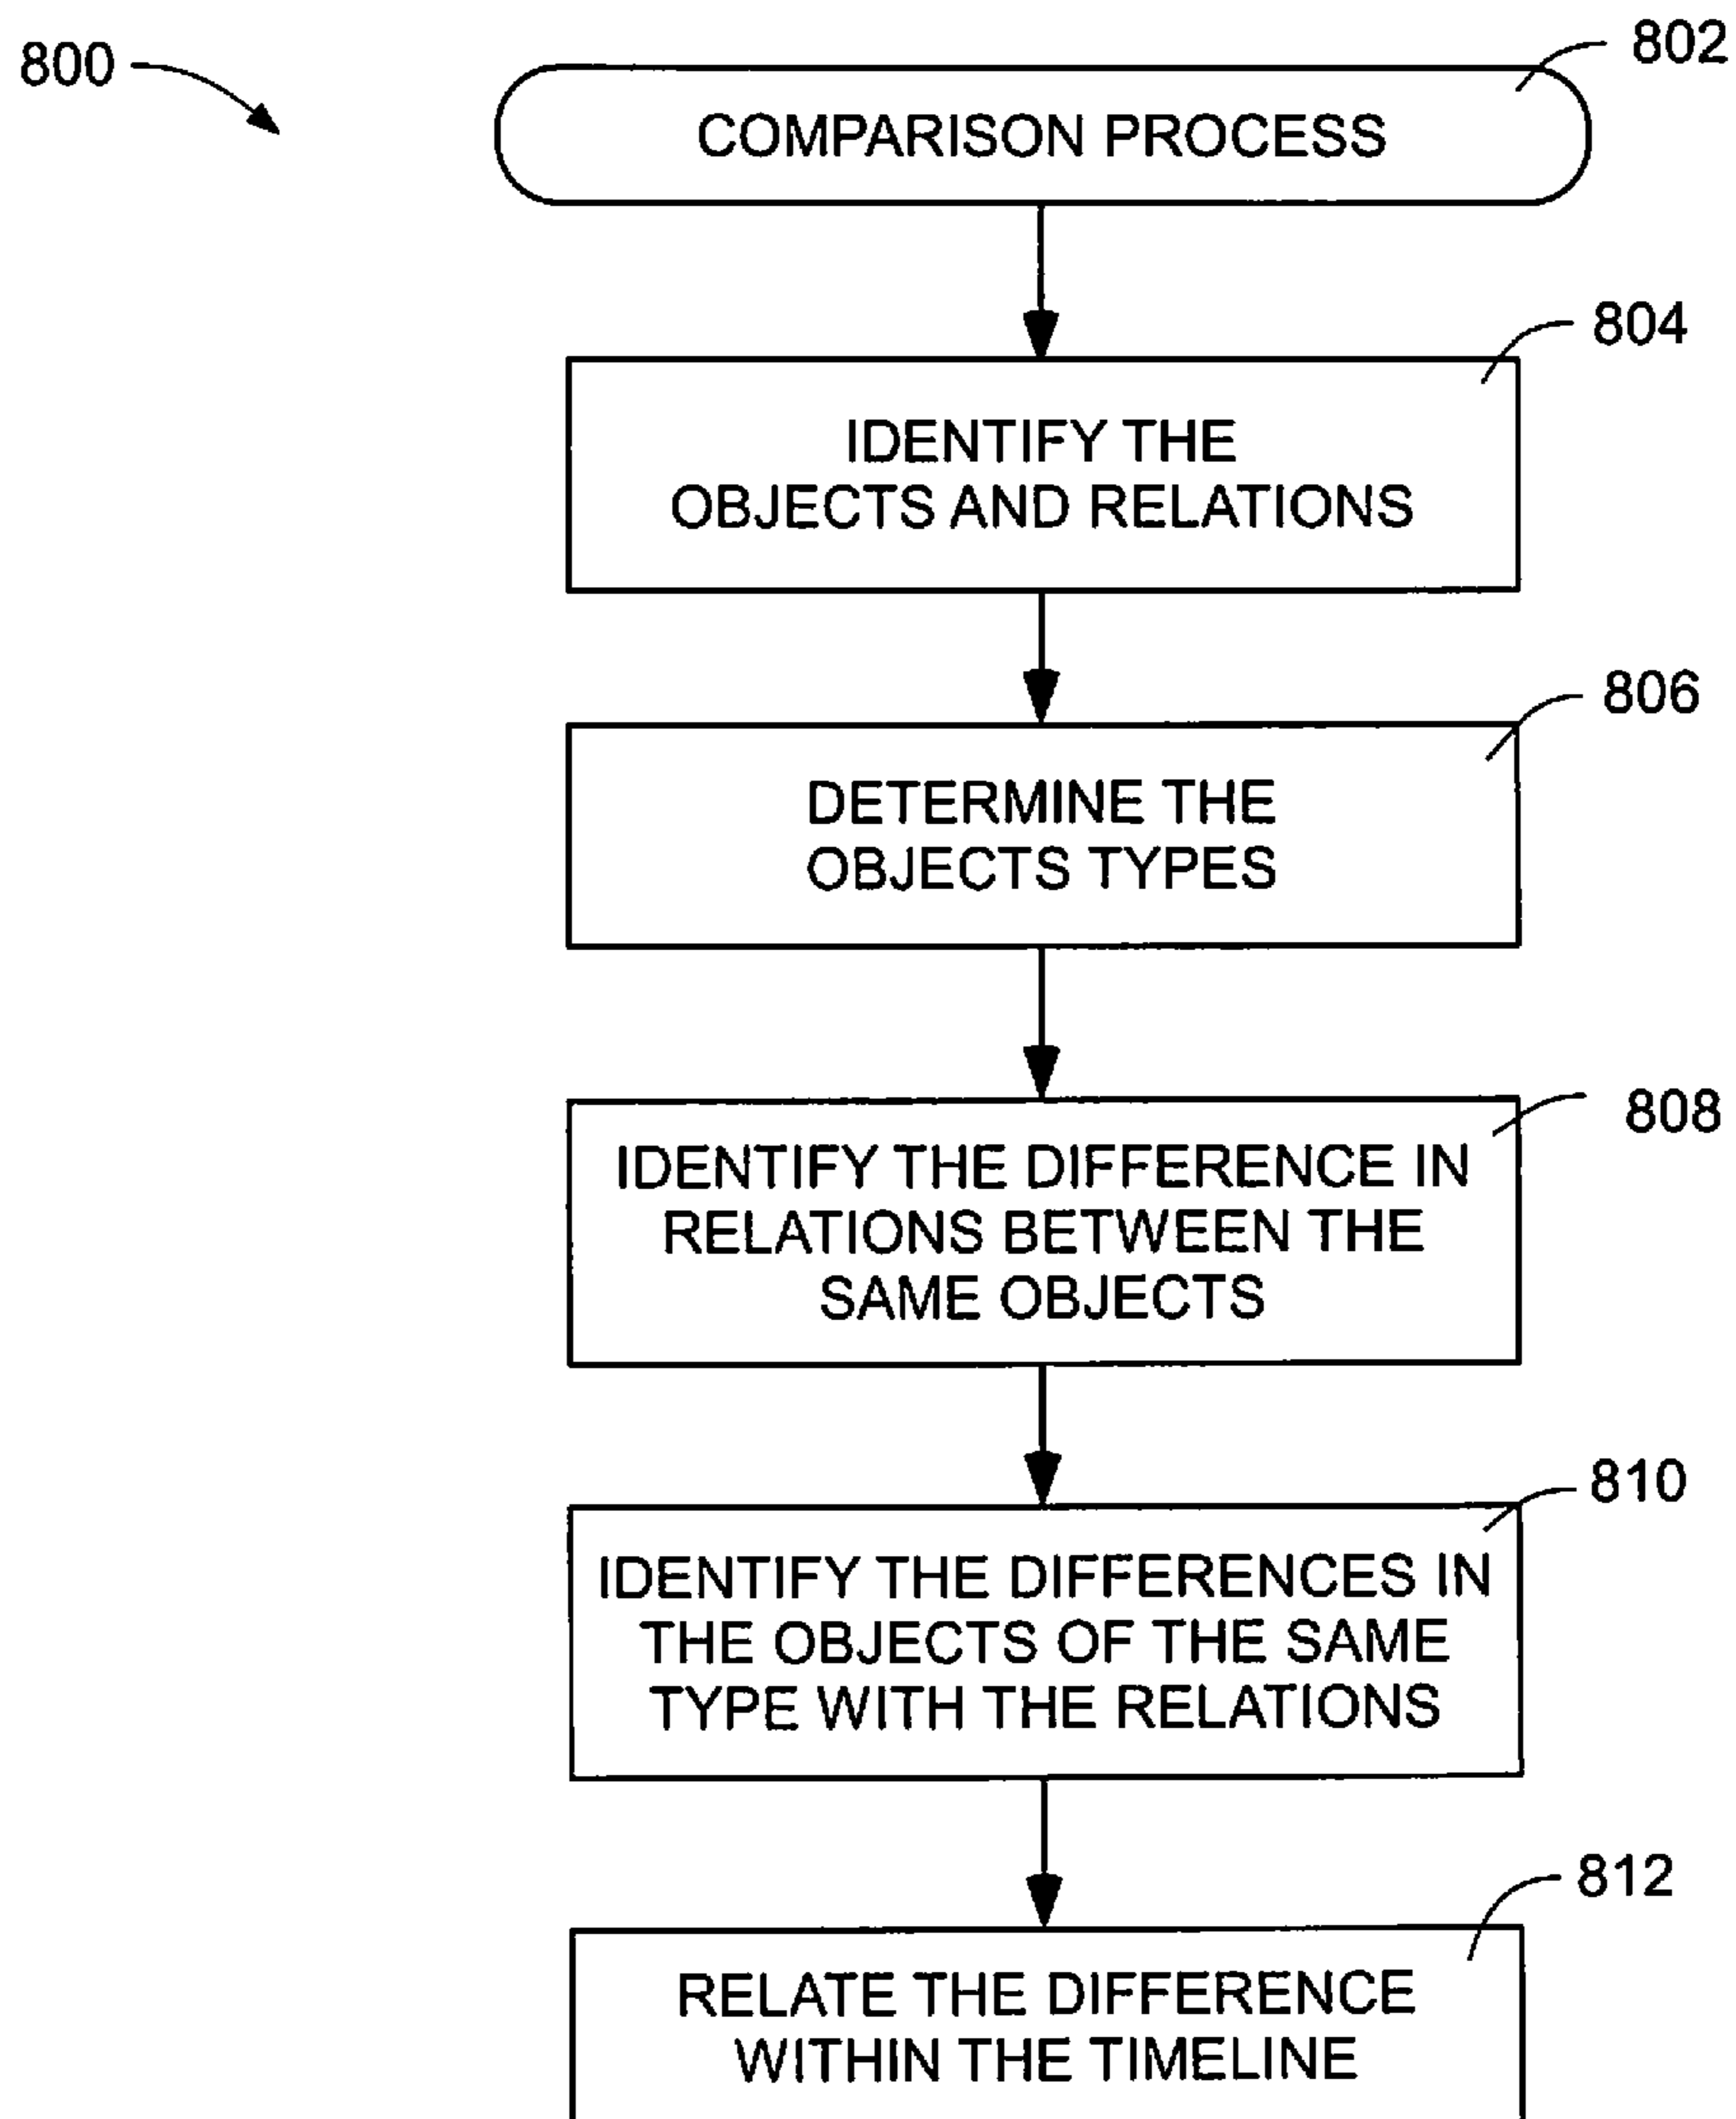 800
802
COMPARISON PROCESS
804
IDENTIFY THE
OBJECTS AND RELATIONS
806
DETERMINE THE
OBJECTS TYPES
808
IDENTIFY THE DIFFERENCE IN
RELATIONS BETWEEN THE
SAME OBJECTS
810
IDENTIFY THE DIFFERENCES IN
THE OBJECTS OF THE SAME
TYPE WITH THE RELATIONS
812
RELATE THE DIFFERENCE
WITHIN THE TIMELINE